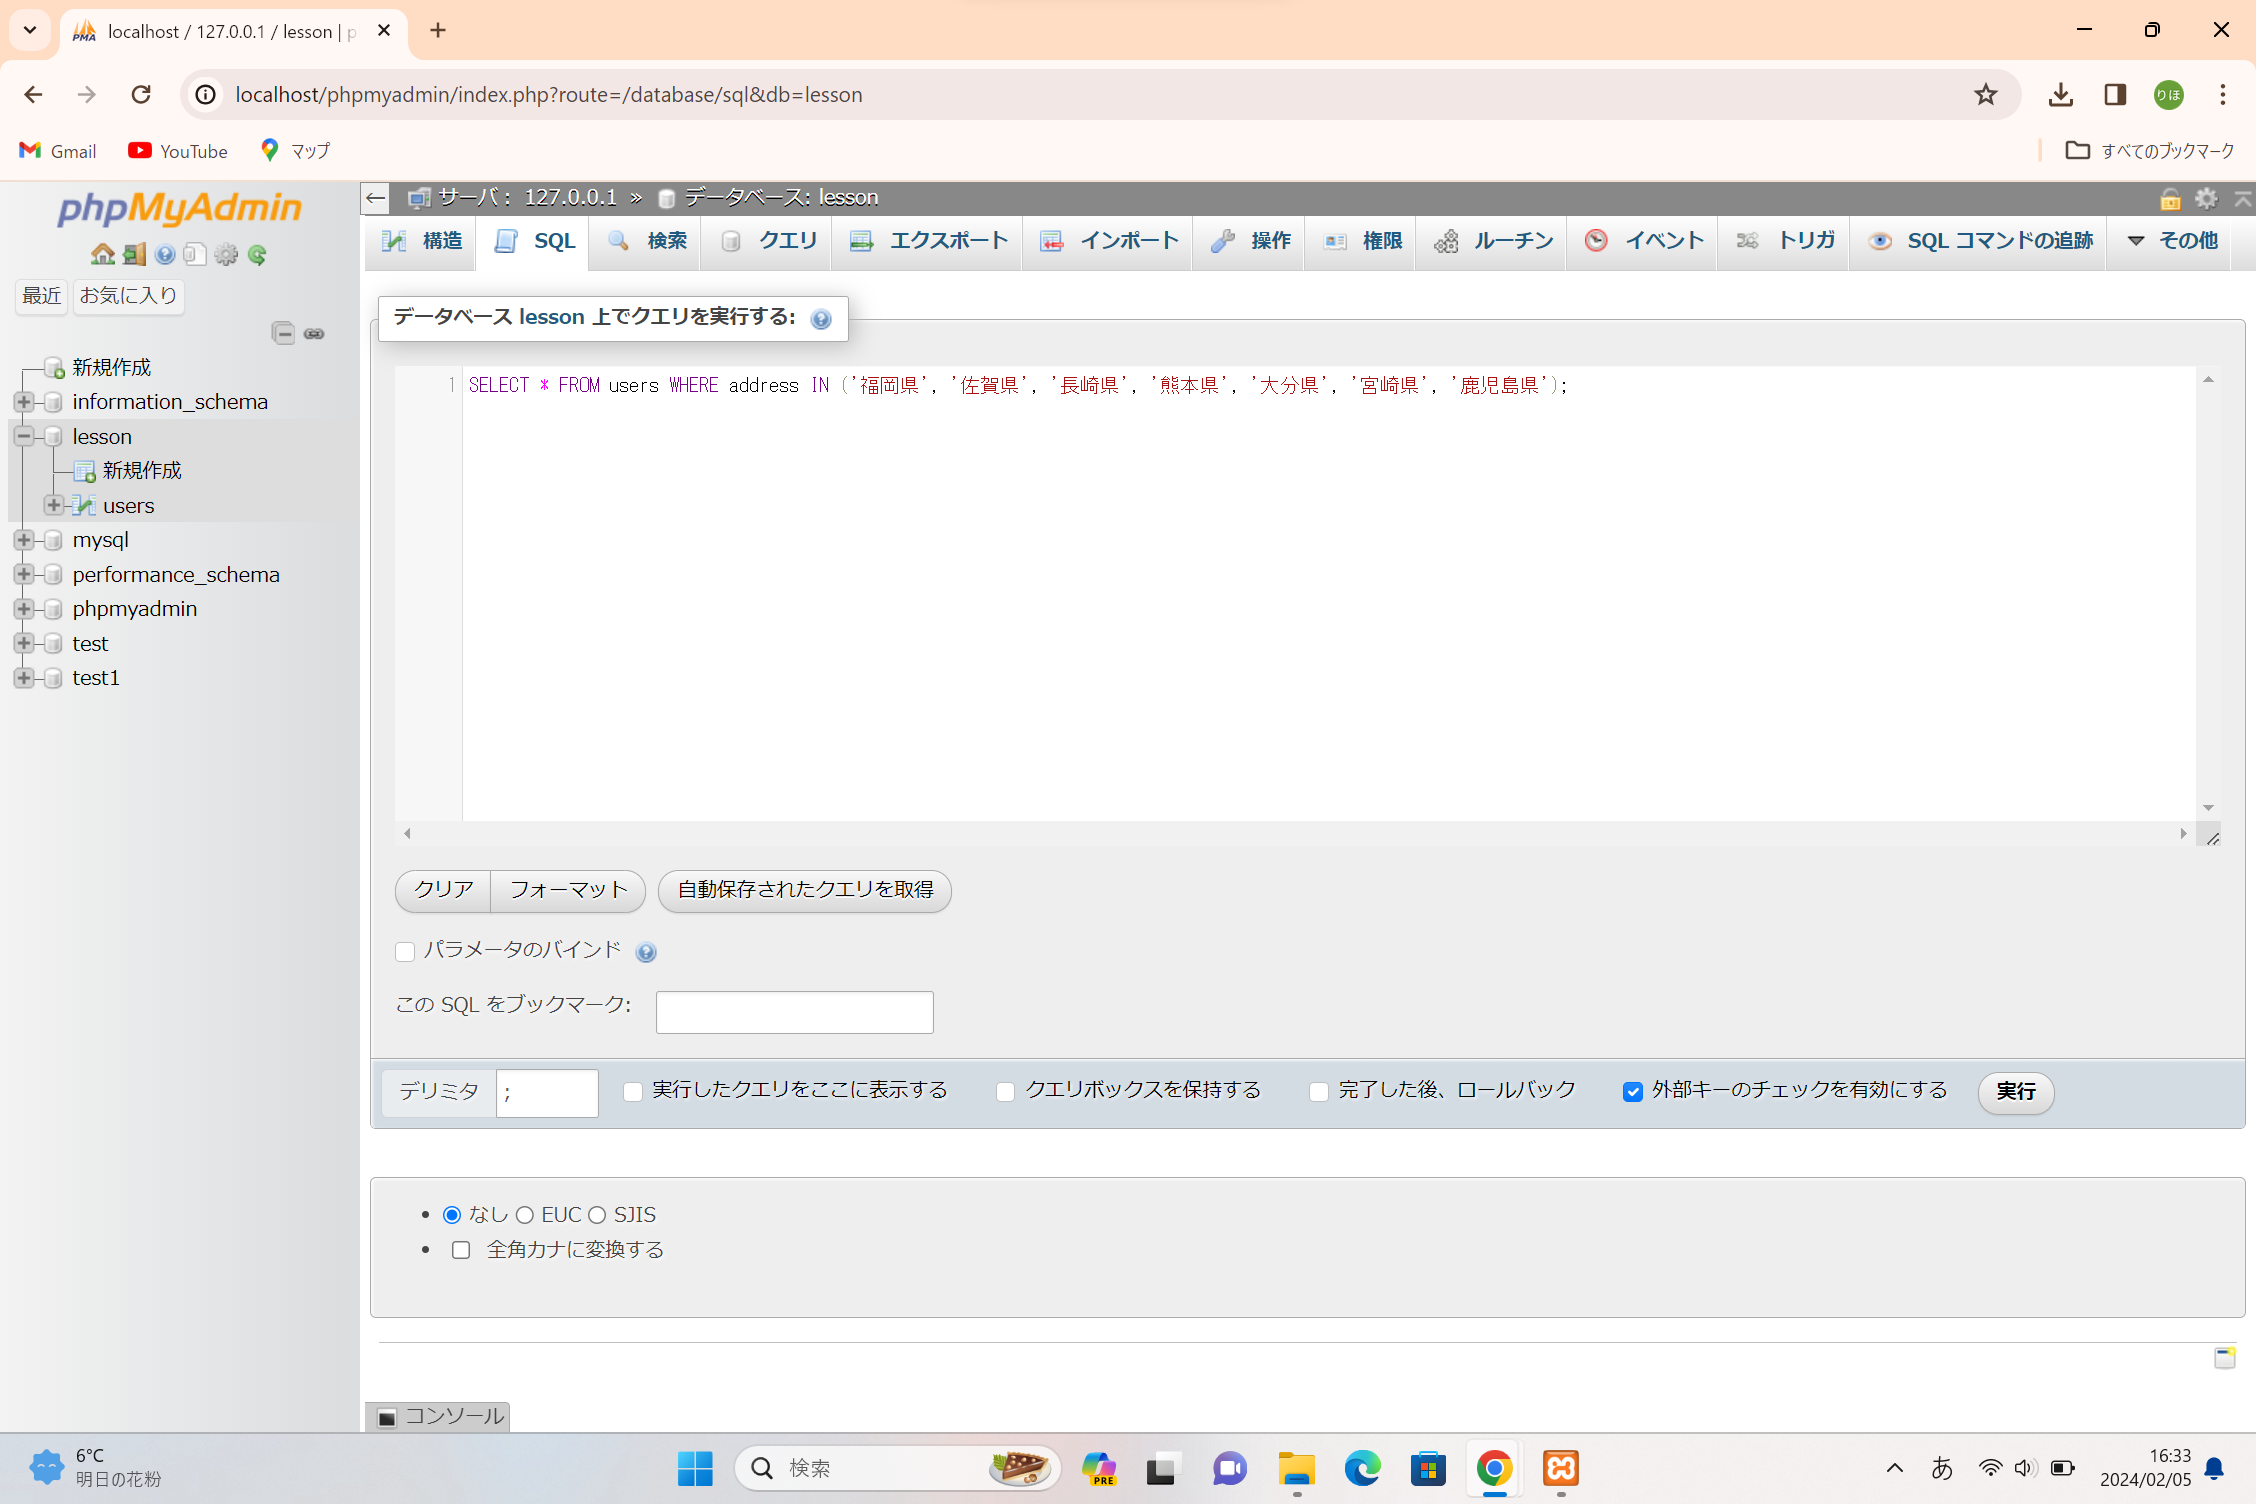 localhost / 127.0.0.1 / lesson | p
localhost/phpmyadmin/index.php?route=/database/sql&db=lesson
りほ
Gmail
YouTube
マップ
すべてのブックマーク
phpMyAdmin
最近
お気に入り
新規作成
information_schema
lesson
新規作成
users
mysql
performance_schema
phpmyadmin
test
test1
サーバ: 127.0.0.1 » データベース: lesson
構造
SQL
検索
クエリ
エクスポート
インポート
操作
権限
ルーチン
イベント
トリガ
SQL コマンドの追跡
その他
データベース lesson 上でクエリを実行する:
1 SELECT * FROM users WHERE address IN ('福岡県', '佐賀県', '長崎県', '熊本県', '大分県', '宮崎県', '鹿児島県');
クリア
フォーマット
自動保存されたクエリを取得
パラメータのバインド
この SQL をブックマーク:
デリミタ ;
実行したクエリをここに表示する
クエリボックスを保持する
完了した後、ロールバック
外部キーのチェックを有効にする
実行
なし EUC SJIS
全角カナに変換する
コンソール
6°C
明日の花粉
検索
PRE
あ
16:33
2024/02/05